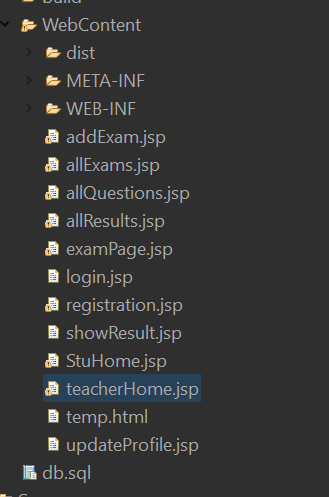 build
WebContent
dist
META-INF
WEB-INF
addExam.jsp
allExams.jsp
allQuestions.jsp
allResults.jsp
examPage.jsp
login.jsp
registration.jsp
showResult.jsp
StuHome.jsp
teacherHome.jsp
temp.html
updateProfile.jsp
db.sql